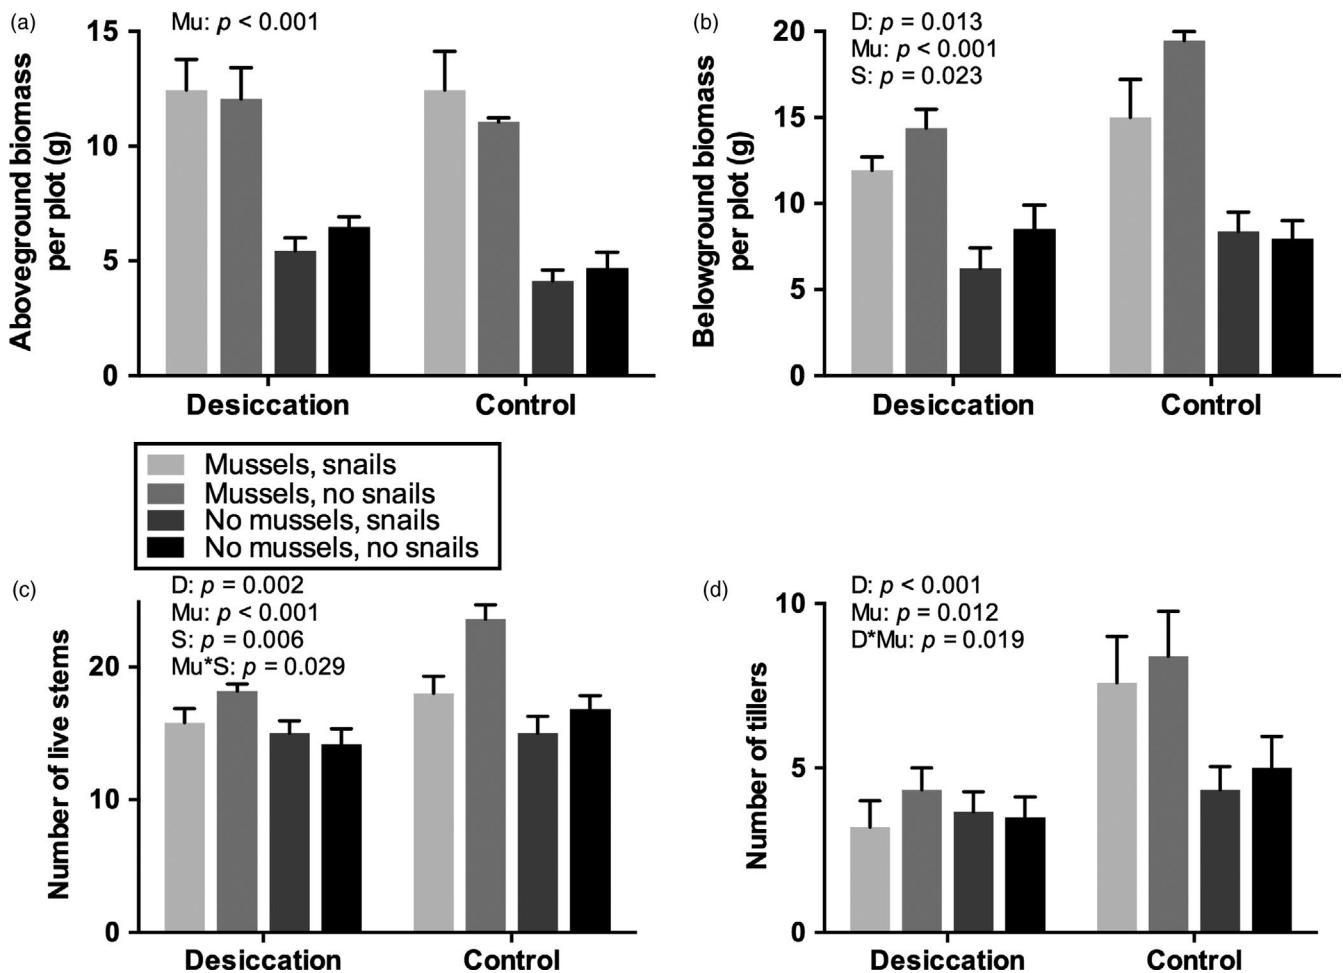 (a)
Mu: p < 0.001
Aboveground biomass
per plot (g)
15
10
5
0
Desiccation
Control
(b)
D: p = 0.013
Mu: p < 0.001
S: p = 0.023
Belowground biomass
per plot (g)
20
15
10
5
0
Desiccation
Control
Mussels, snails
Mussels, no snails
No mussels, snails
No mussels, no snails
(c)
D: p = 0.002
Mu: p < 0.001
S: p = 0.006
Mu*S: p = 0.029
Number of live stems
20
10
0
Desiccation
Control
(d)
D: p < 0.001
Mu: p = 0.012
D*Mu: p = 0.019
Number of tillers
10
5
0
Desiccation
Control